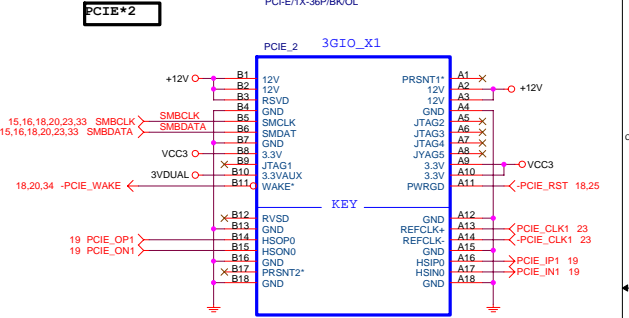 PCI-E/1X-36P/BK/OL
PCIE*2
PCIE_2 3GIO_X1
+12V B1 12V PRSNT1* A1
B2 12V 12V A2 +12V
B3 RSVD 12V A3
B4 GND GND A4
15,16,18,20,23,33 SMBCLK SMBCLK B5 SMCLK JTAG2 A5
15,16,18,20,23,33 SMBDATA SMBDATA B6 SMDAT JTAG3 A6
B7 GND JTAG4 A7
VCC3 B8 3.3V JYAG5 A8
B9 JTAG1 3.3V A9 VCC3
3VDUAL B10 3.3VAUX 3.3V A10
18,20,34 -PCIE_WAKE B11 WAKE* PWRGD A11 -PCIE_RST 18,25
KEY
B12 RVSD GND A12
B13 GND REFCLK+ A13 PCIE_CLK1 23
19 PCIE_OP1 B14 HSOP0 REFCLK- A14 -PCIE_CLK1 23
19 PCIE_ON1 B15 HSON0 GND A15
B16 GND HSIP0 A16 PCIE_IP1 19
B17 PRSNT2* HSIN0 A17 PCIE_IN1 19
B18 GND GND A18